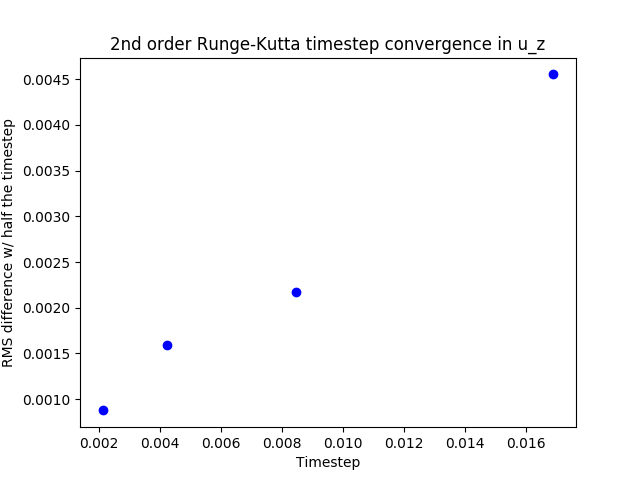 2nd order Runge-Kutta timestep convergence in u_z
RMS difference w/ half the timestep
0.0045
0.0040
0.0035
0.0030
0.0025
0.0020
0.0015
0.0010
0.002 0.004 0.006 0.008 0.010 0.012 0.014 0.016
Timestep